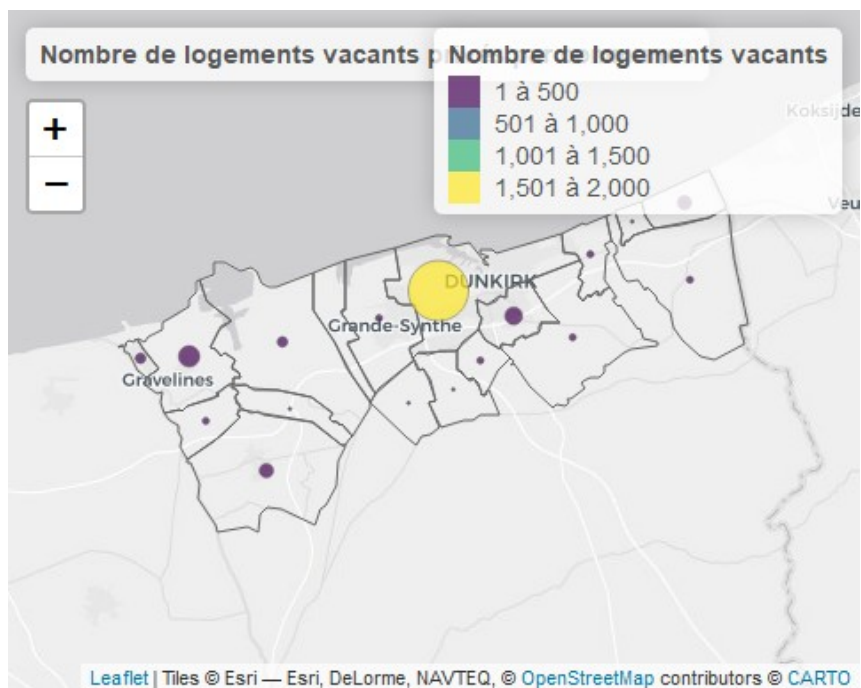 Nombre de logements vacants
Nombre de logements vacants
1 à 500
501 à 1,000
1,001 à 1,500
1,501 à 2,000
+
−
Koksijde
DUNKIRK
Grande-Synthe
Gravelines
Leaflet | Tiles © Esri — Esri, DeLorme, NAVTEQ, © OpenStreetMap contributors © CARTO